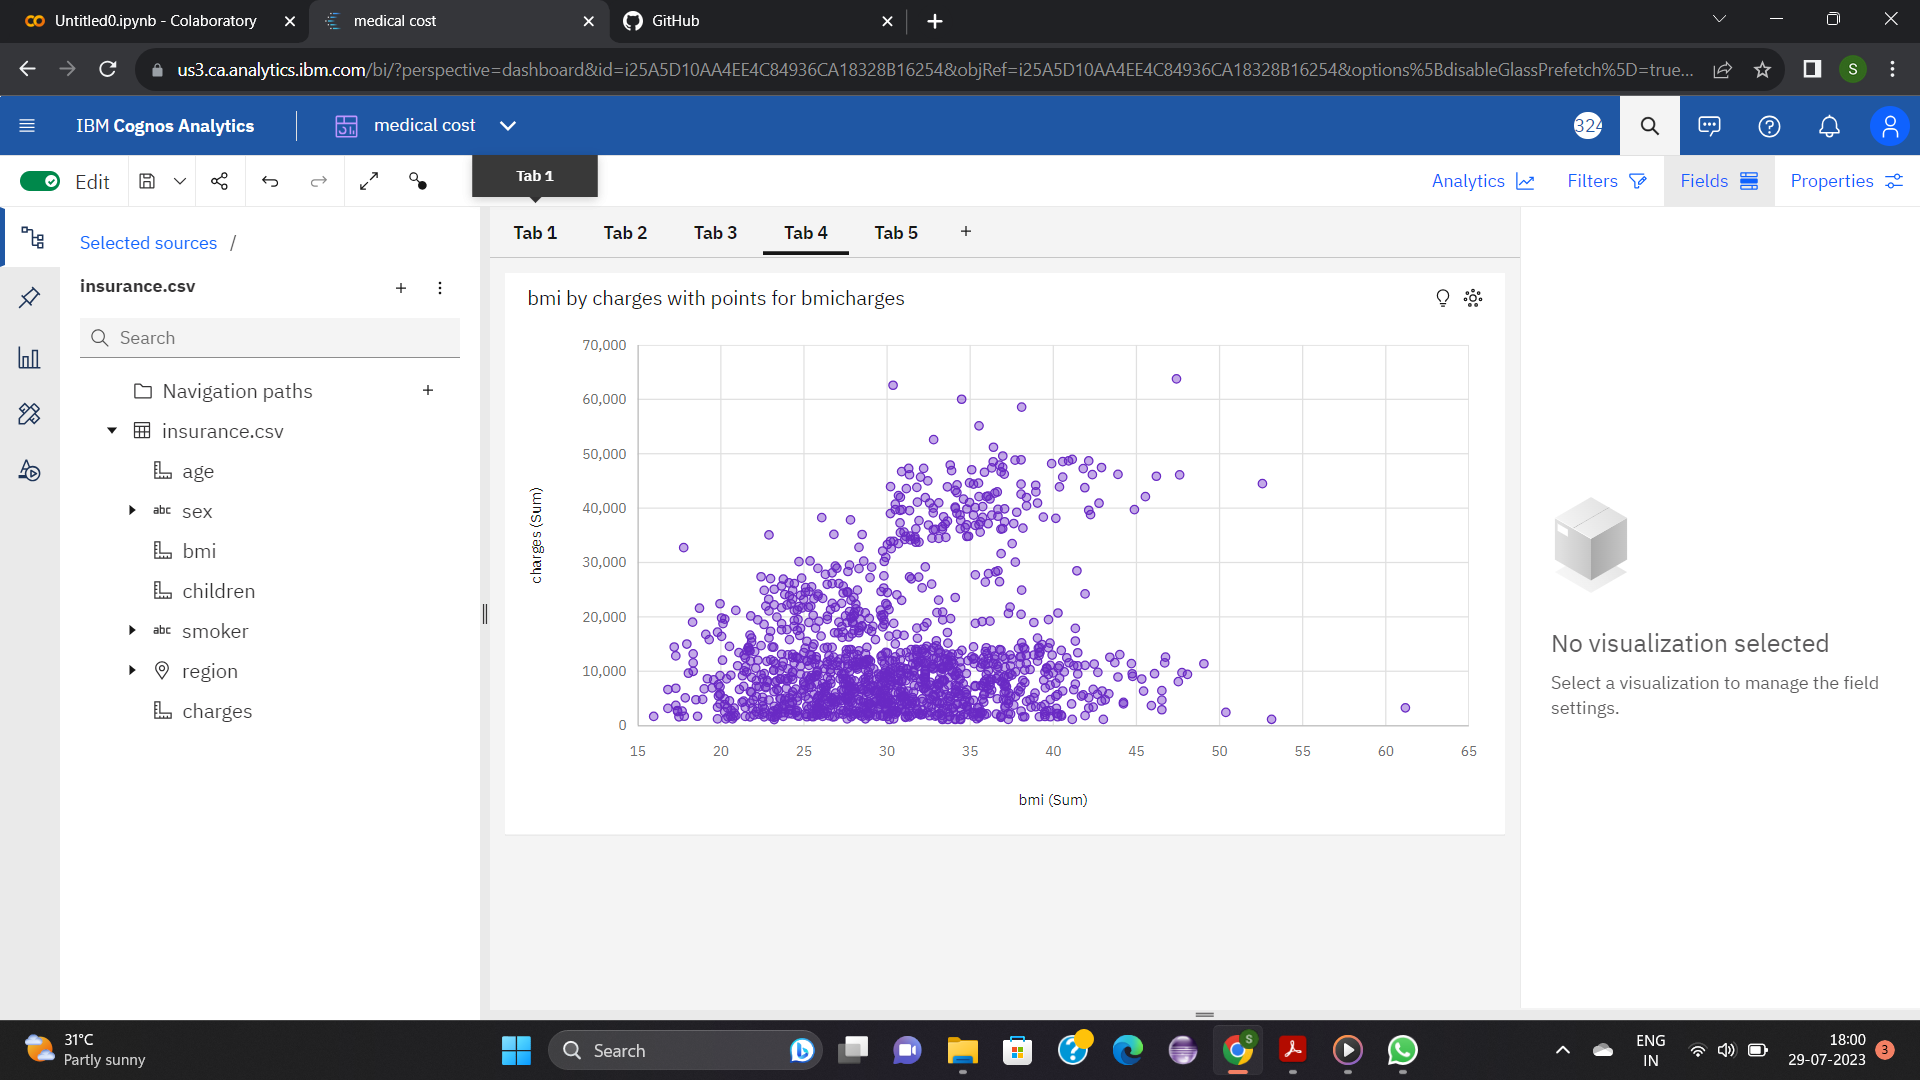 Untitled0.ipynb - Colaboratory
medical cost
GitHub
us3.ca.analytics.ibm.com/bi/?perspective=dashboard&id=i25A5D10AA4EE4C84936CA18328B16254&objRef=i25A5D10AA4EE4C84936CA18328B16254&options%5BdisableGlassPrefetch%5D=true...
S
IBM Cognos Analytics
medical cost
324
Edit
Tab 1
Analytics
Filters
Fields
Properties
Selected sources /
Tab 1
Tab 2
Tab 3
Tab 4
Tab 5
insurance.csv
Search
Navigation paths
insurance.csv
age
abc sex
bmi
children
abc smoker
region
charges
bmi by charges with points for bmicharges
70,000
60,000
50,000
40,000
30,000
20,000
10,000
0
charges (Sum)
15 20 25 30 35 40 45 50 55 60 65
bmi (Sum)
No visualization selected
Select a visualization to manage the field
settings.
31°C
Partly sunny
Search
S
ENG
IN
18:00
29-07-2023
3